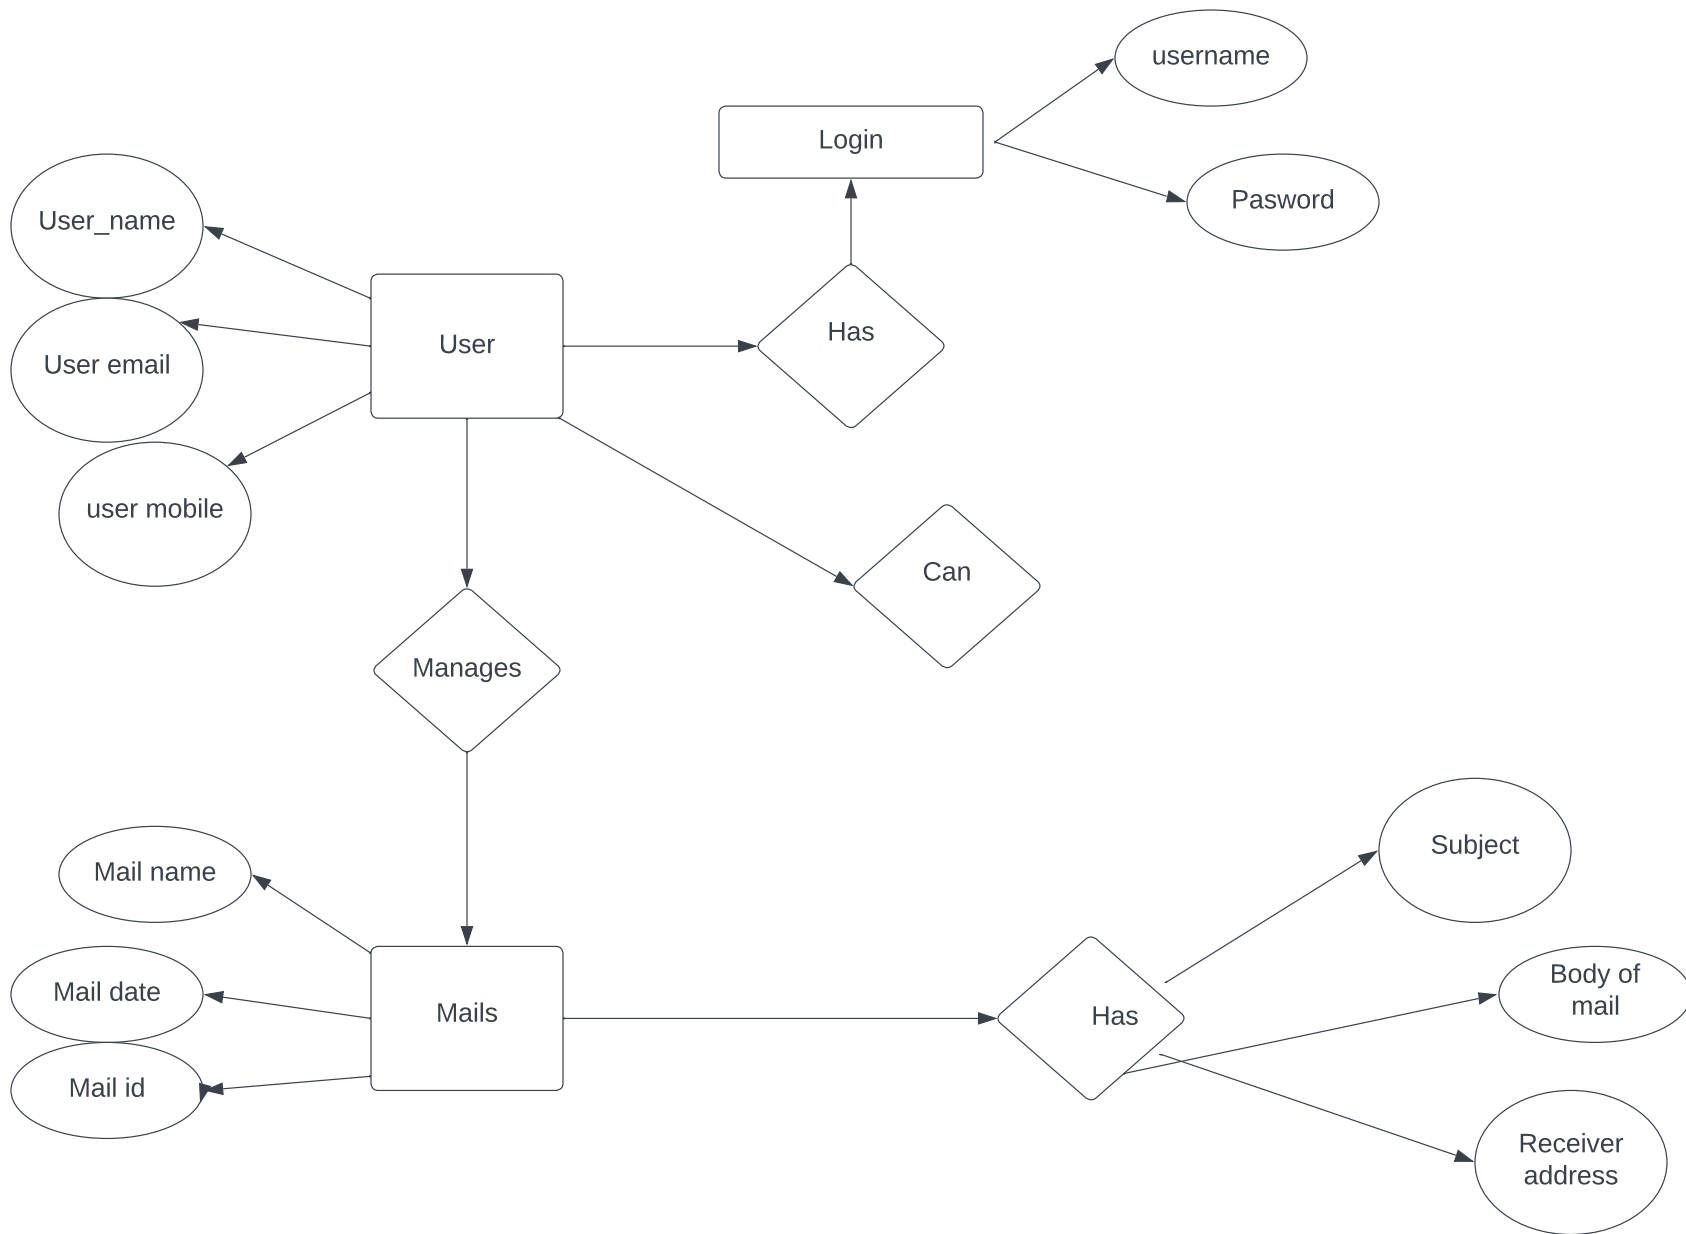 username
Login
Pasword
User_name
Has
User
User email
user mobile
Can
Manages
Subject
Mail name
Body of
mail
Mail date
Mails
Has
Mail id
Receiver
address